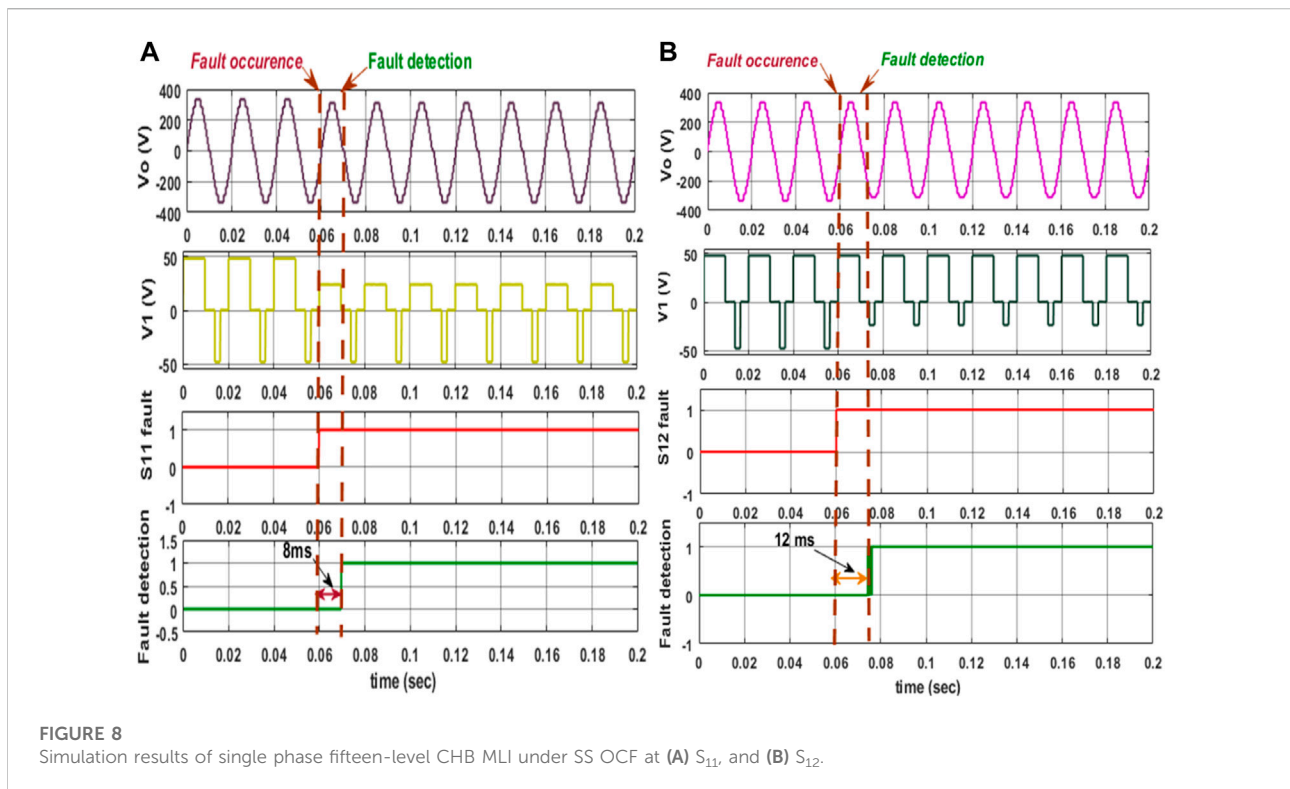 A
Fault occurence
Fault detection
Vo (V)
400
200
0
-200
-400
0 0.02 0.04 0.06 0.08 0.1 0.12 0.14 0.16 0.18 0.2
V1 (V)
50
0
-50
0 0.02 0.04 0.06 0.08 0.1 0.12 0.14 0.16 0.18 0.2
S11 fault
1
0
-1
0 0.02 0.04 0.06 0.08 0.1 0.12 0.14 0.16 0.18 0.2
Fault detection
1.5
1
0.5
0
-0.5
8ms
0 0.02 0.04 0.06 0.08 0.1 0.12 0.14 0.16 0.18 0.2
time (sec)
B
Fault occurence
Fault detection
Vo (V)
400
200
0
-200
-400
0 0.02 0.04 0.06 0.08 0.1 0.12 0.14 0.16 0.18 0.2
V1 (V)
50
0
-50
0 0.02 0.04 0.06 0.08 0.1 0.12 0.14 0.16 0.18 0.2
S12 fault
1
0
-1
0 0.02 0.04 0.06 0.08 0.1 0.12 0.14 0.16 0.18 0.2
Fault detection
1
0
-1
12 ms
0 0.02 0.04 0.06 0.08 0.1 0.12 0.14 0.16 0.18 0.2
time (sec)
FIGURE 8
Simulation results of single phase fifteen-level CHB MLI under SS OCF at (A) S₁₁, and (B) S₁₂.